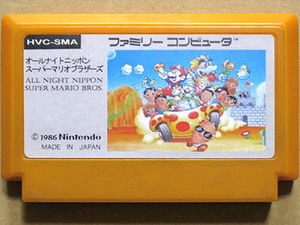 HVC-SMA
ファミリー コンピュータ
オールナイトニッポン
スーパーマリオブラザーズ
ALL NIGHT NIPPON
SUPER MARIO BROS.
© 1986 Nintendo
MADE IN JAPAN